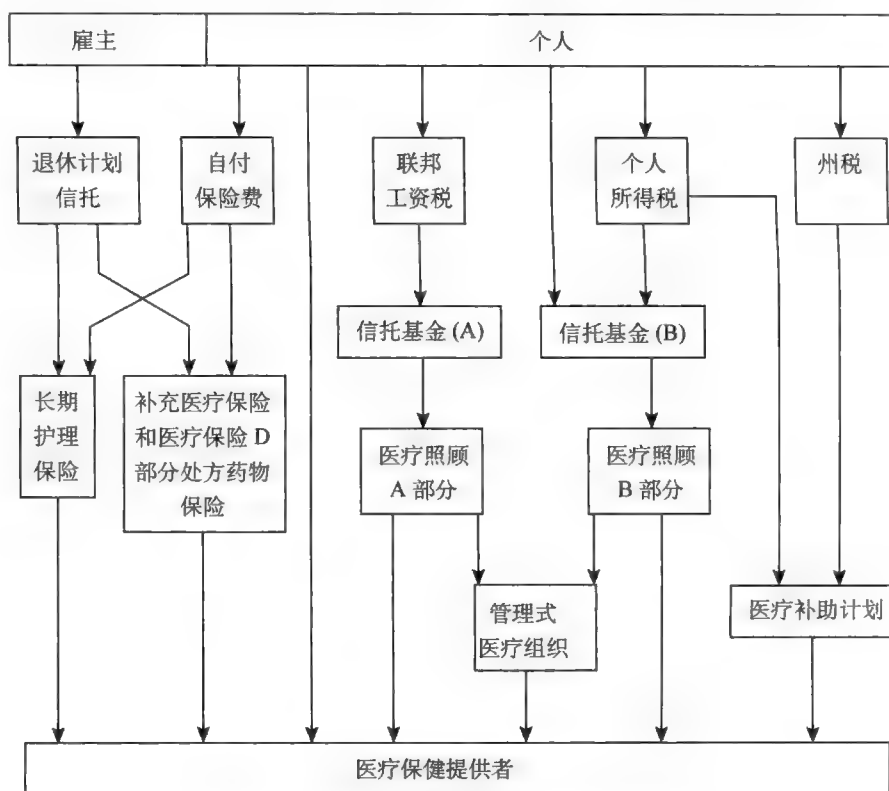 雇主
个人
退休计划
信托
自付
保险费
联邦
工资税
个人
所得税
州税
信托基金 (A)
信托基金 (B)
长期
护理
保险
补充医疗保险
和医疗保险 D
部分处方药物
保险
医疗照顾
A 部分
医疗照顾
B 部分
管理式
医疗组织
医疗补助计划
医疗保健提供者